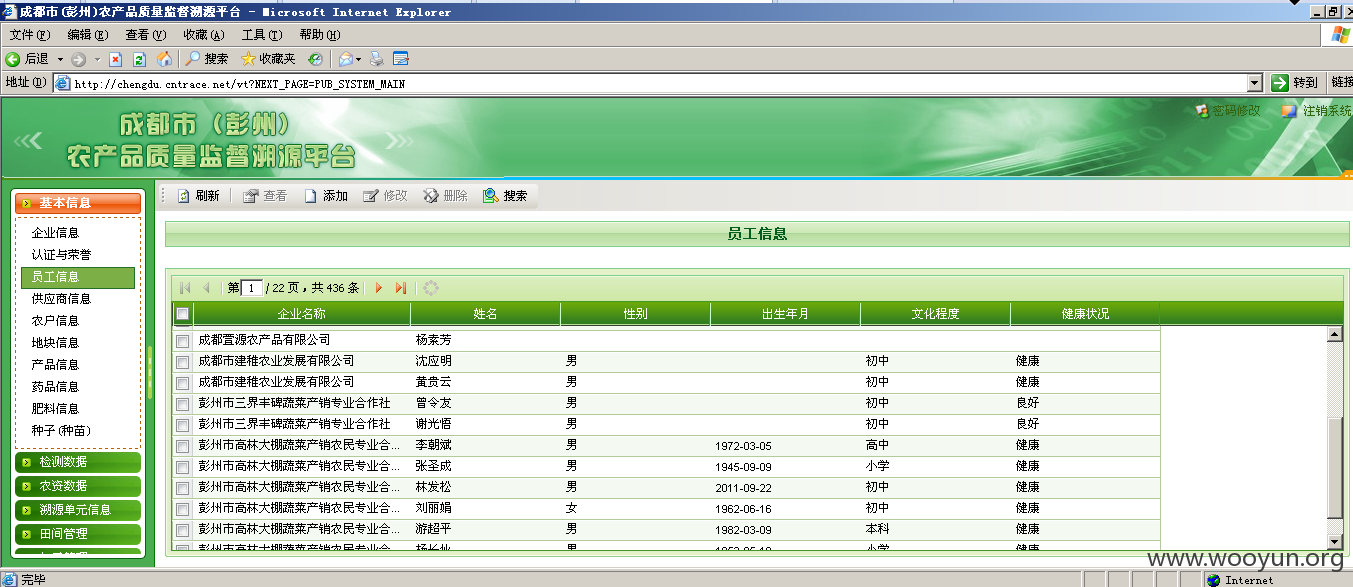 成都市(彭州)农产品质量监督溯源平台 - Microsoft Internet Explorer
文件(F) 编辑(E) 查看(V) 收藏(A) 工具(T) 帮助(H)
后退 搜索 收藏夹
地址(D) http://chengdu.cntrace.net/vt?NEXT_PAGE=PUB_SYSTEM_MAIN 转到 链接
成都市（彭州）
农产品质量监督溯源平台
密码修改 注销系统
刷新 查看 添加 修改 删除 搜索
基本信息
企业信息
认证与荣誉
员工信息
供应商信息
农户信息
地块信息
产品信息
药品信息
肥料信息
种子(种苗)
检测数据
农资数据
溯源单元信息
田间管理
员工信息
第 1 / 22 页，共 436 条
企业名称 姓名 性别 出生年月 文化程度 健康状况
成都萱源农产品有限公司 杨素芳
成都市建稚农业发展有限公司 沈应明 男 初中 健康
成都市建稚农业发展有限公司 黄贵云 男 初中 健康
彭州市三界丰碑蔬菜产销专业合作社 曾令友 男 初中 良好
彭州市三界丰碑蔬菜产销专业合作社 谢光悟 男 初中 良好
彭州市高林大棚蔬菜产销农民专业合... 李朝斌 男 1972-03-05 高中 健康
彭州市高林大棚蔬菜产销农民专业合... 张圣成 男 1945-09-09 小学 健康
彭州市高林大棚蔬菜产销农民专业合... 林发松 男 2011-09-22 初中 健康
彭州市高林大棚蔬菜产销农民专业合... 刘丽娟 女 1962-06-16 初中 健康
彭州市高林大棚蔬菜产销农民专业合... 游超平 男 1982-03-09 本科 健康
www.wooyun.org
完毕 Internet